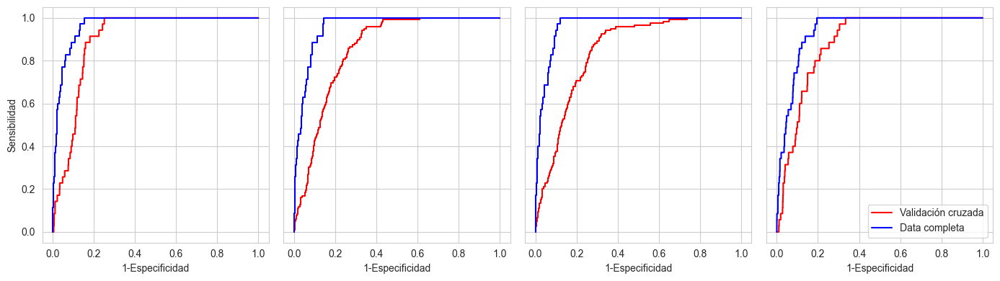 Sensibilidad
1.0
0.8
0.6
0.4
0.2
0.0
0.0 0.2 0.4 0.6 0.8 1.0
1-Especificidad
0.0 0.2 0.4 0.6 0.8 1.0
1-Especificidad
0.0 0.2 0.4 0.6 0.8 1.0
1-Especificidad
Validación cruzada
Data completa
0.0 0.2 0.4 0.6 0.8 1.0
1-Especificidad